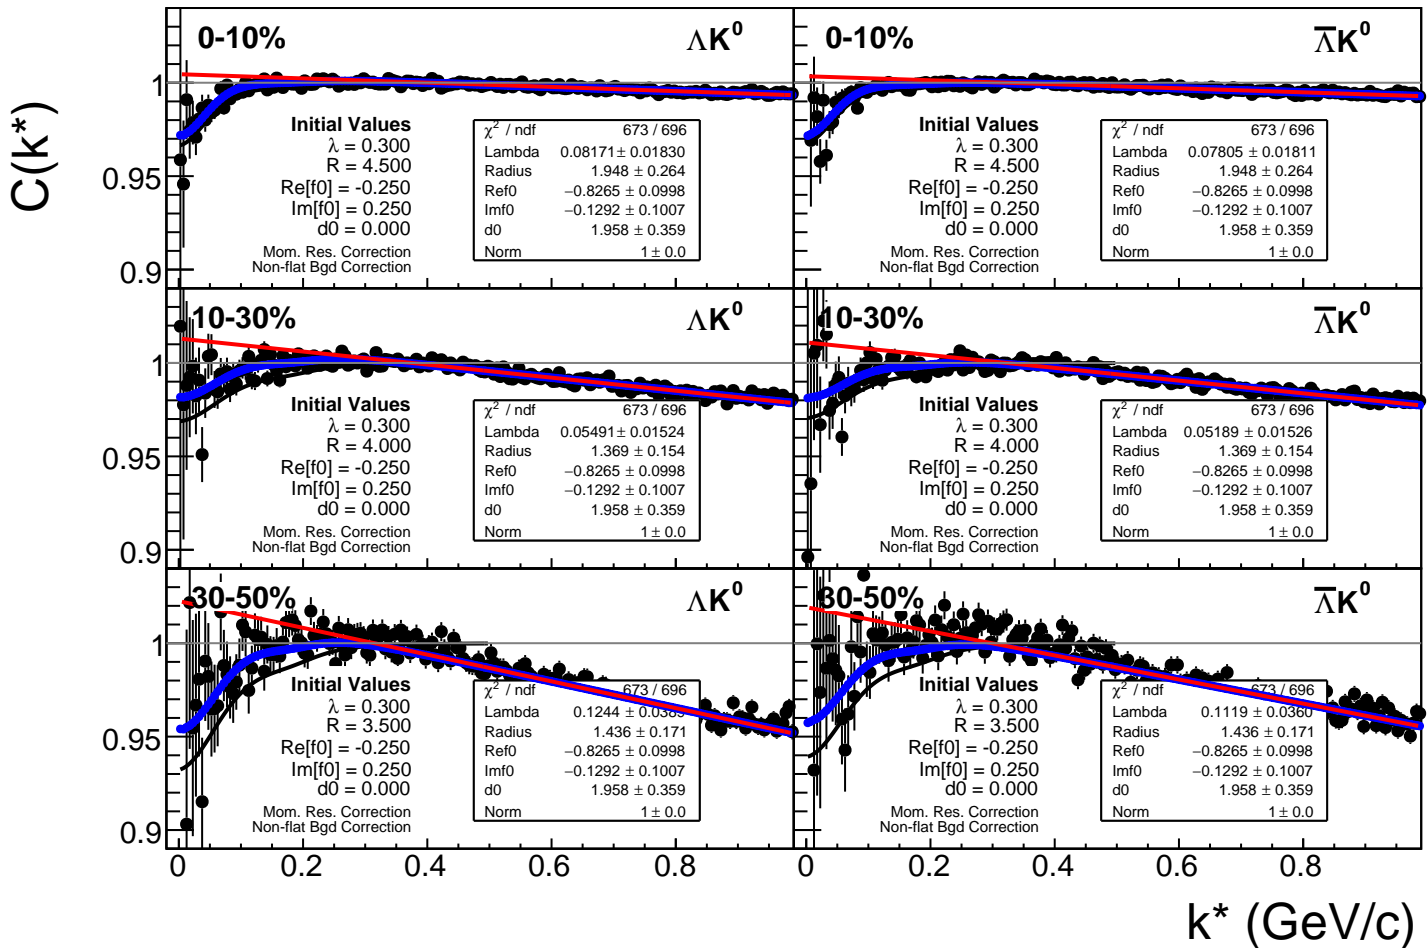 C(k*)
0-10%
ΛK⁰
1
0.95
0.9
Initial Values
λ = 0.300
R = 4.500
Re[f0] = -0.250
Im[f0] = 0.250
d0 = 0.000
Mom. Res. Correction
Non-flat Bgd Correction
χ² / ndf 673 / 696
Lambda 0.08171 ± 0.01830
Radius 1.948 ± 0.264
Ref0 −0.8265 ± 0.0998
Imf0 −0.1292 ± 0.1007
d0 1.958 ± 0.359
Norm 1 ± 0.0
0-10%
Λ̅K⁰
Initial Values
λ = 0.300
R = 4.500
Re[f0] = -0.250
Im[f0] = 0.250
d0 = 0.000
Mom. Res. Correction
Non-flat Bgd Correction
χ² / ndf 673 / 696
Lambda 0.07805 ± 0.01811
Radius 1.948 ± 0.264
Ref0 −0.8265 ± 0.0998
Imf0 −0.1292 ± 0.1007
d0 1.958 ± 0.359
Norm 1 ± 0.0
10-30%
ΛK⁰
1
0.95
0.9
Initial Values
λ = 0.300
R = 4.000
Re[f0] = -0.250
Im[f0] = 0.250
d0 = 0.000
Mom. Res. Correction
Non-flat Bgd Correction
χ² / ndf 673 / 696
Lambda 0.05491 ± 0.01524
Radius 1.369 ± 0.154
Ref0 −0.8265 ± 0.0998
Imf0 −0.1292 ± 0.1007
d0 1.958 ± 0.359
Norm 1 ± 0.0
10-30%
Λ̅K⁰
Initial Values
λ = 0.300
R = 4.000
Re[f0] = -0.250
Im[f0] = 0.250
d0 = 0.000
Mom. Res. Correction
Non-flat Bgd Correction
χ² / ndf 673 / 696
Lambda 0.05189 ± 0.01526
Radius 1.369 ± 0.154
Ref0 −0.8265 ± 0.0998
Imf0 −0.1292 ± 0.1007
d0 1.958 ± 0.359
Norm 1 ± 0.0
30-50%
ΛK⁰
1
0.95
0.9
Initial Values
λ = 0.300
R = 3.500
Re[f0] = -0.250
Im[f0] = 0.250
d0 = 0.000
Mom. Res. Correction
Non-flat Bgd Correction
χ² / ndf 673 / 696
Lambda 0.1244 ±
Radius 1.436 ± 0.171
Ref0 −0.8265 ± 0.0998
Imf0 −0.1292 ± 0.1007
d0 1.958 ± 0.359
Norm 1 ± 0.0
30-50%
Λ̅K⁰
Initial Values
λ = 0.300
R = 3.500
Re[f0] = -0.250
Im[f0] = 0.250
d0 = 0.000
Mom. Res. Correction
Non-flat Bgd Correction
χ² / ndf 673 / 696
Lambda 0.1119 ± 0.0360
Radius 1.436 ± 0.171
Ref0 −0.8265 ± 0.0998
Imf0 −0.1292 ± 0.1007
d0 1.958 ± 0.359
Norm 1 ± 0.0
0 0.2 0.4 0.6 0.8
0 0.2 0.4 0.6 0.8
k* (GeV/c)